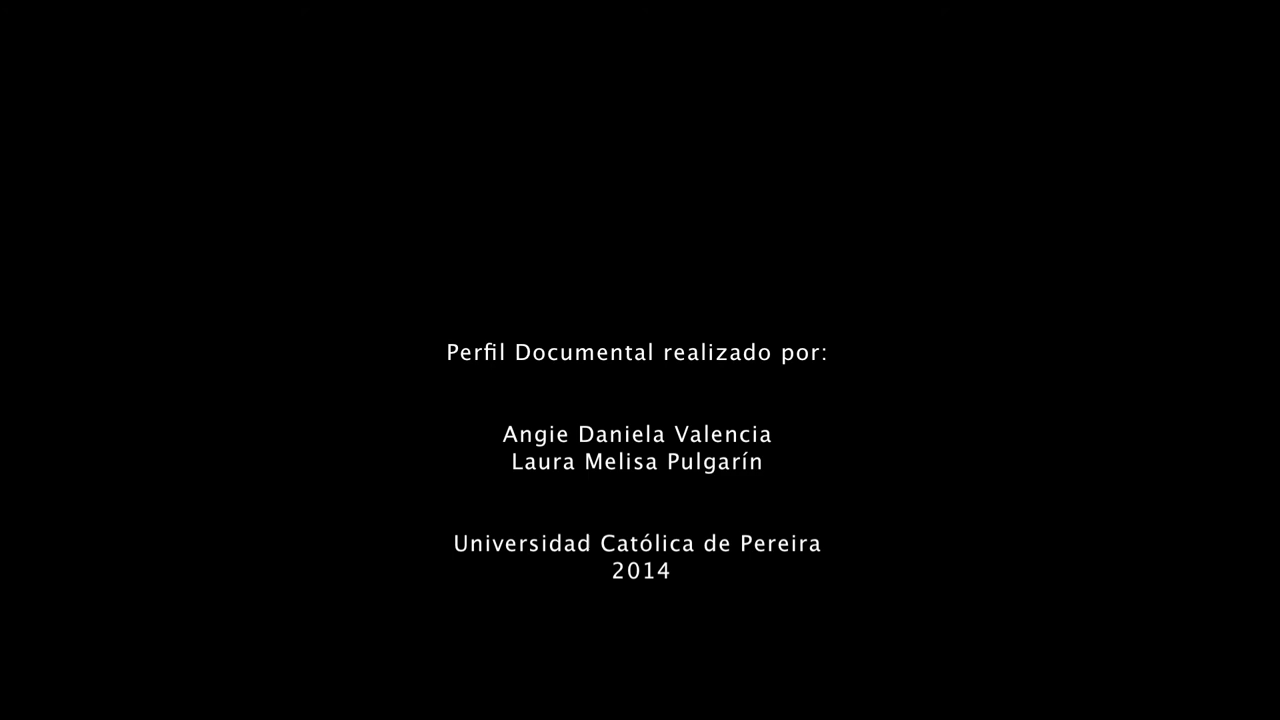 Perfil Documental realizado por:
Angie Daniela Valencia
Laura Melisa Pulgarín
Universidad Católica de Pereira
2014